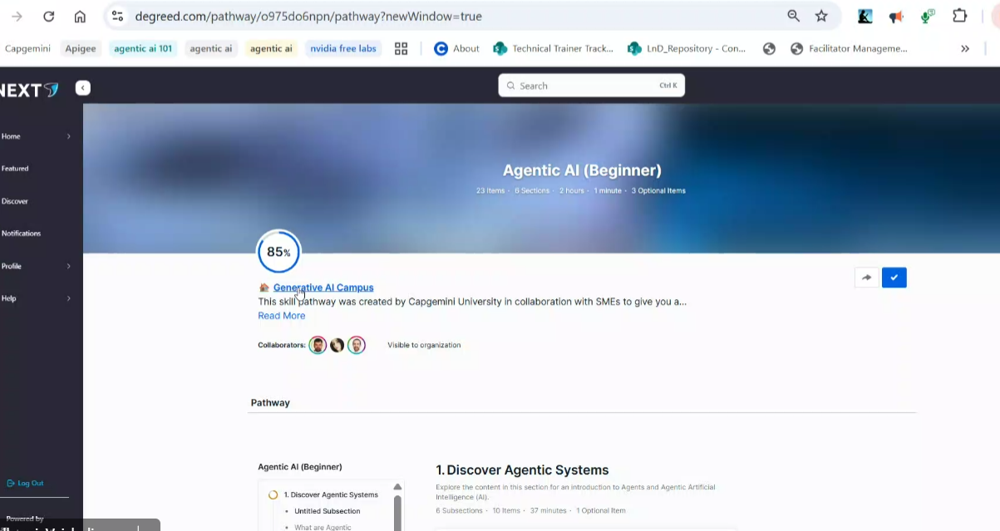 degreed.com/pathway/o975do6npn/pathway?newWindow=true
Capgemini Apigee agentic ai 101 agentic ai agentic ai nvidia free labs About Technical Trainer Track... LnD_Repository - Con... Facilitator Manageme... »
NEXT
Search Ctrl K
Home
Featured
Discover
Notifications
Profile
Help
Log Out
Powered by
Agentic AI (Beginner)
23 Items · 6 Sections · 2 hours · 1 minute · 3 Optional Items
85%
Generative AI Campus
This skill pathway was created by Capgemini University in collaboration with SMEs to give you a...
Read More
Collaborators: Visible to organization
Pathway
Agentic AI (Beginner)
1. Discover Agentic Systems
• Untitled Subsection
• What are Agentic
1. Discover Agentic Systems
Explore the content in this section for an introduction to Agents and Agentic Artificial
Intelligence (AI).
6 Subsections · 10 Items · 37 minutes · 1 Optional Item